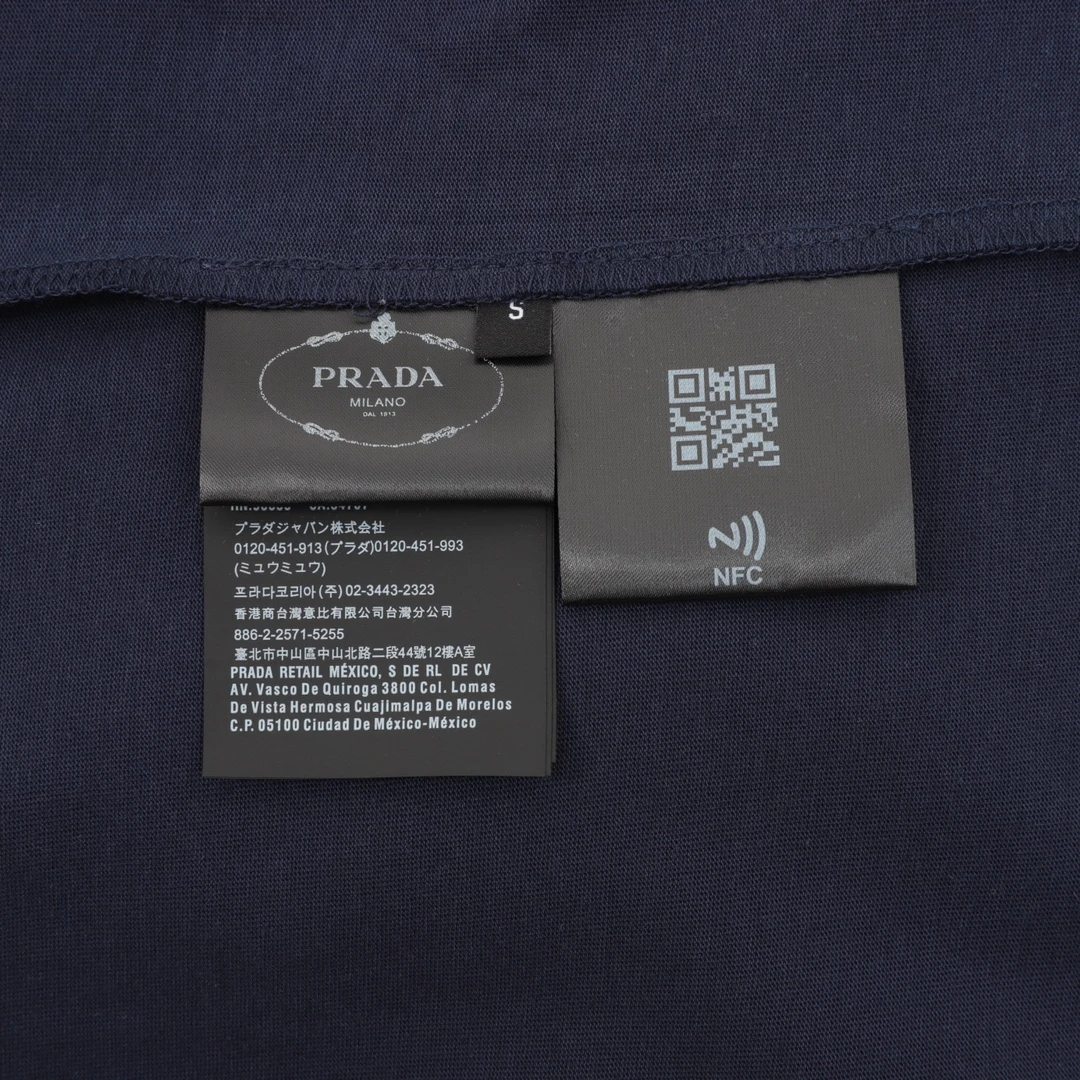 S
PRADA
MILANO
DAL 1913
プラダジャパン株式会社
0120-451-913(プラダ)0120-451-993
(ミュウミュウ)
프라다코리아(주) 02-3443-2323
香港商台灣意比有限公司台灣分公司
886-2-2571-5255
臺北市中山區中山北路二段44號12樓A室
PRADA RETAIL MÉXICO, S DE RL DE CV
AV. Vasco De Quiroga 3800 Col. Lomas
De Vista Hermosa Cuajimalpa De Morelos
C.P. 05100 Ciudad De México-México
NFC